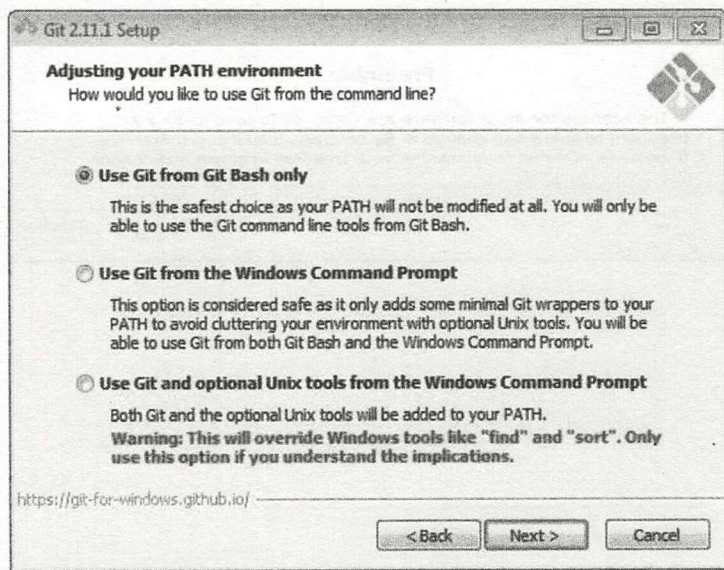 Git 2.11.1 Setup
Adjusting your PATH environment
How would you like to use Git from the command line?
Use Git from Git Bash only
This is the safest choice as your PATH will not be modified at all. You will only be
able to use the Git command line tools from Git Bash.
Use Git from the Windows Command Prompt
This option is considered safe as it only adds some minimal Git wrappers to your
PATH to avoid cluttering your environment with optional Unix tools. You will be
able to use Git from both Git Bash and the Windows Command Prompt.
Use Git and optional Unix tools from the Windows Command Prompt
Both Git and the optional Unix tools will be added to your PATH.
Warning: This will override Windows tools like "find" and "sort". Only
use this option if you understand the implications.
https://git-for-windows.github.io/
< Back Next > Cancel